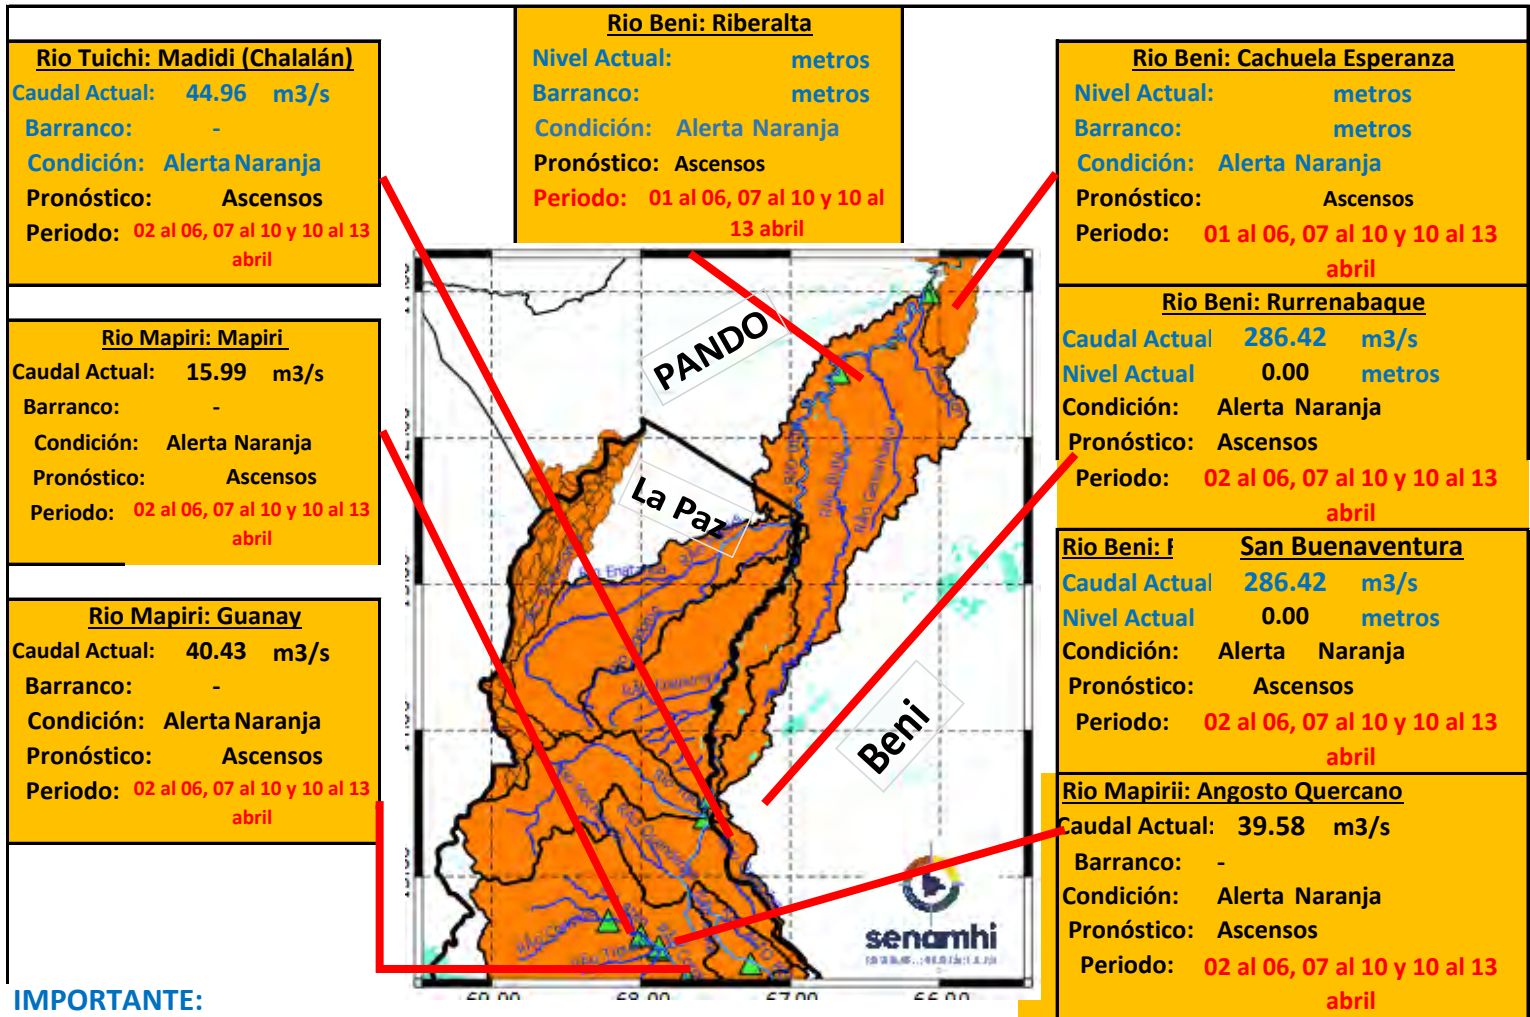 Rio Tuichi: Madidi (Chalalán)
Caudal Actual: 44.96 m3/s
Barranco: -
Condición: Alerta Naranja
Pronóstico: Ascensos
Periodo: 02 al 06, 07 al 10 y 10 al 13
abril
Rio Mapiri: Mapiri
Caudal Actual: 15.99 m3/s
Barranco: -
Condición: Alerta Naranja
Pronóstico: Ascensos
Periodo: 02 al 06, 07 al 10 y 10 al 13
abril
Rio Mapiri: Guanay
Caudal Actual: 40.43 m3/s
Barranco: -
Condición: Alerta Naranja
Pronóstico: Ascensos
Periodo: 02 al 06, 07 al 10 y 10 al 13
abril
IMPORTANTE:
Rio Beni: Riberalta
Nivel Actual: metros
Barranco: metros
Condición: Alerta Naranja
Pronóstico: Ascensos
Periodo: 01 al 06, 07 al 10 y 10 al
13 abril
PANDO
La Paz
Beni
senamhi
69.00 68.00 67.00 66.00
Rio Beni: Cachuela Esperanza
Nivel Actual: metros
Barranco: metros
Condición: Alerta Naranja
Pronóstico: Ascensos
Periodo: 01 al 06, 07 al 10 y 10 al 13
abril
Rio Beni: Rurrenabaque
Caudal Actual 286.42 m3/s
Nivel Actual 0.00 metros
Condición: Alerta Naranja
Pronóstico: Ascensos
Periodo: 02 al 06, 07 al 10 y 10 al 13
abril
Rio Beni: San Buenaventura
Caudal Actual 286.42 m3/s
Nivel Actual 0.00 metros
Condición: Alerta Naranja
Pronóstico: Ascensos
Periodo: 02 al 06, 07 al 10 y 10 al 13
abril
Rio Mapirii: Angosto Quercano
Caudal Actual: 39.58 m3/s
Barranco: -
Condición: Alerta Naranja
Pronóstico: Ascensos
Periodo: 02 al 06, 07 al 10 y 10 al 13
abril